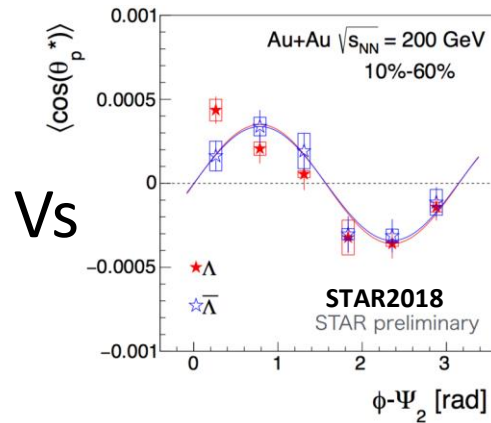 Vs
⟨cos(θp*)⟩
0.001
0.0005
0
−0.0005
−0.001
Au+Au √sNN = 200 GeV
10%-60%
★ Λ
☆ Λ̅
STAR2018
STAR preliminary
0 1 2 3
ϕ-Ψ2 [rad]